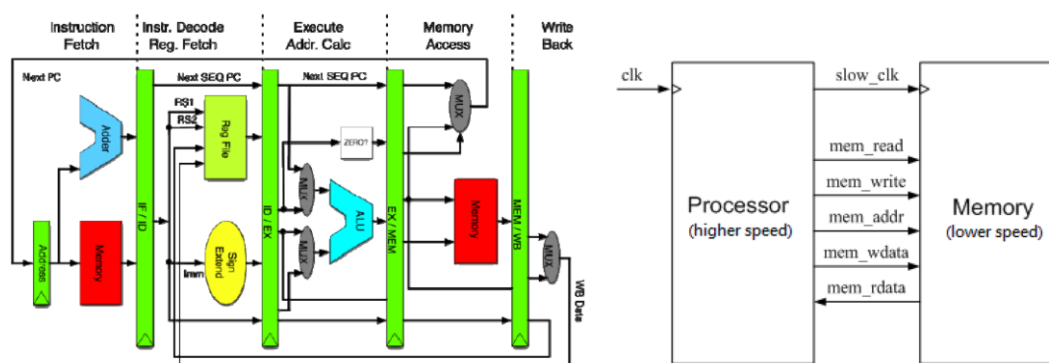 Instruction Fetch
Instr. Decode Reg. Fetch
Execute Addr. Calc
Memory Access
Write Back
Next PC
Next SEQ PC
Next SEQ PC
MUX
RS1
RS2
Reg File
Adder
ZERO?
MUX
ALU
MUX
Memory
MUX
IF / ID
ID / EX
EX / MEM
MEM / WB
Address
Memory
Sign Extend
Imm
WB Data
clk
slow_clk
mem_read
mem_write
mem_addr
mem_wdata
mem_rdata
Processor
(higher speed)
Memory
(lower speed)